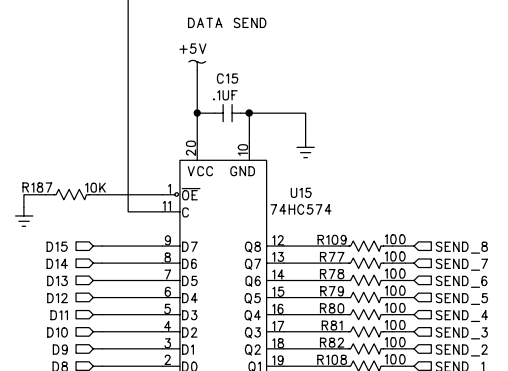 DATA SEND
+5V
C15
.1UF
20
10
VCC GND
R187 10K 1 OE
11 C
U15
74HC574
D15 9 D7 Q8 12 R109 100 SEND_8
D14 8 D6 Q7 13 R77 100 SEND_7
D13 7 D5 Q6 14 R78 100 SEND_6
D12 6 D4 Q5 15 R79 100 SEND_5
D11 5 D3 Q4 16 R80 100 SEND_4
D10 4 D2 Q3 17 R81 100 SEND_3
D9 3 D1 Q2 18 R82 100 SEND_2
D8 2 D0 Q1 19 R108 100 SEND_1